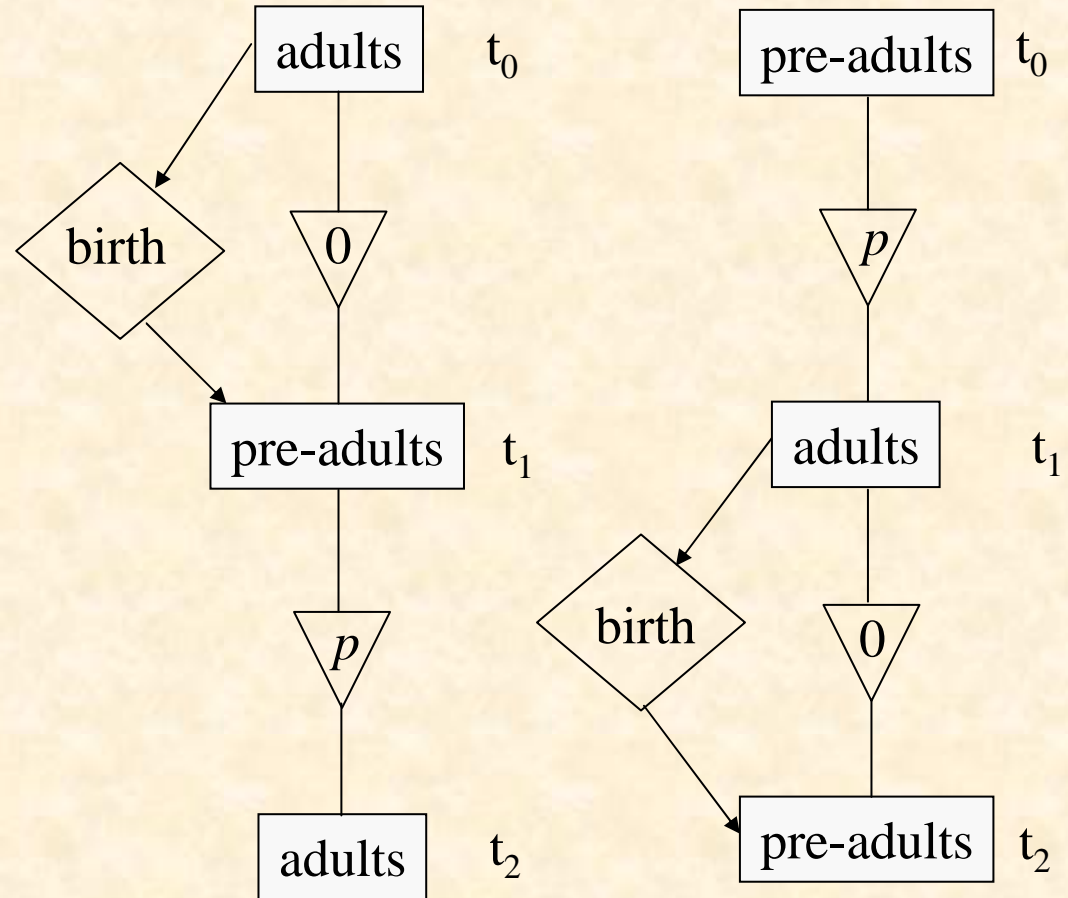 adults t₀
birth 0
pre-adults t₁
p
adults t₂
pre-adults t₀
p
adults t₁
birth 0
pre-adults t₂